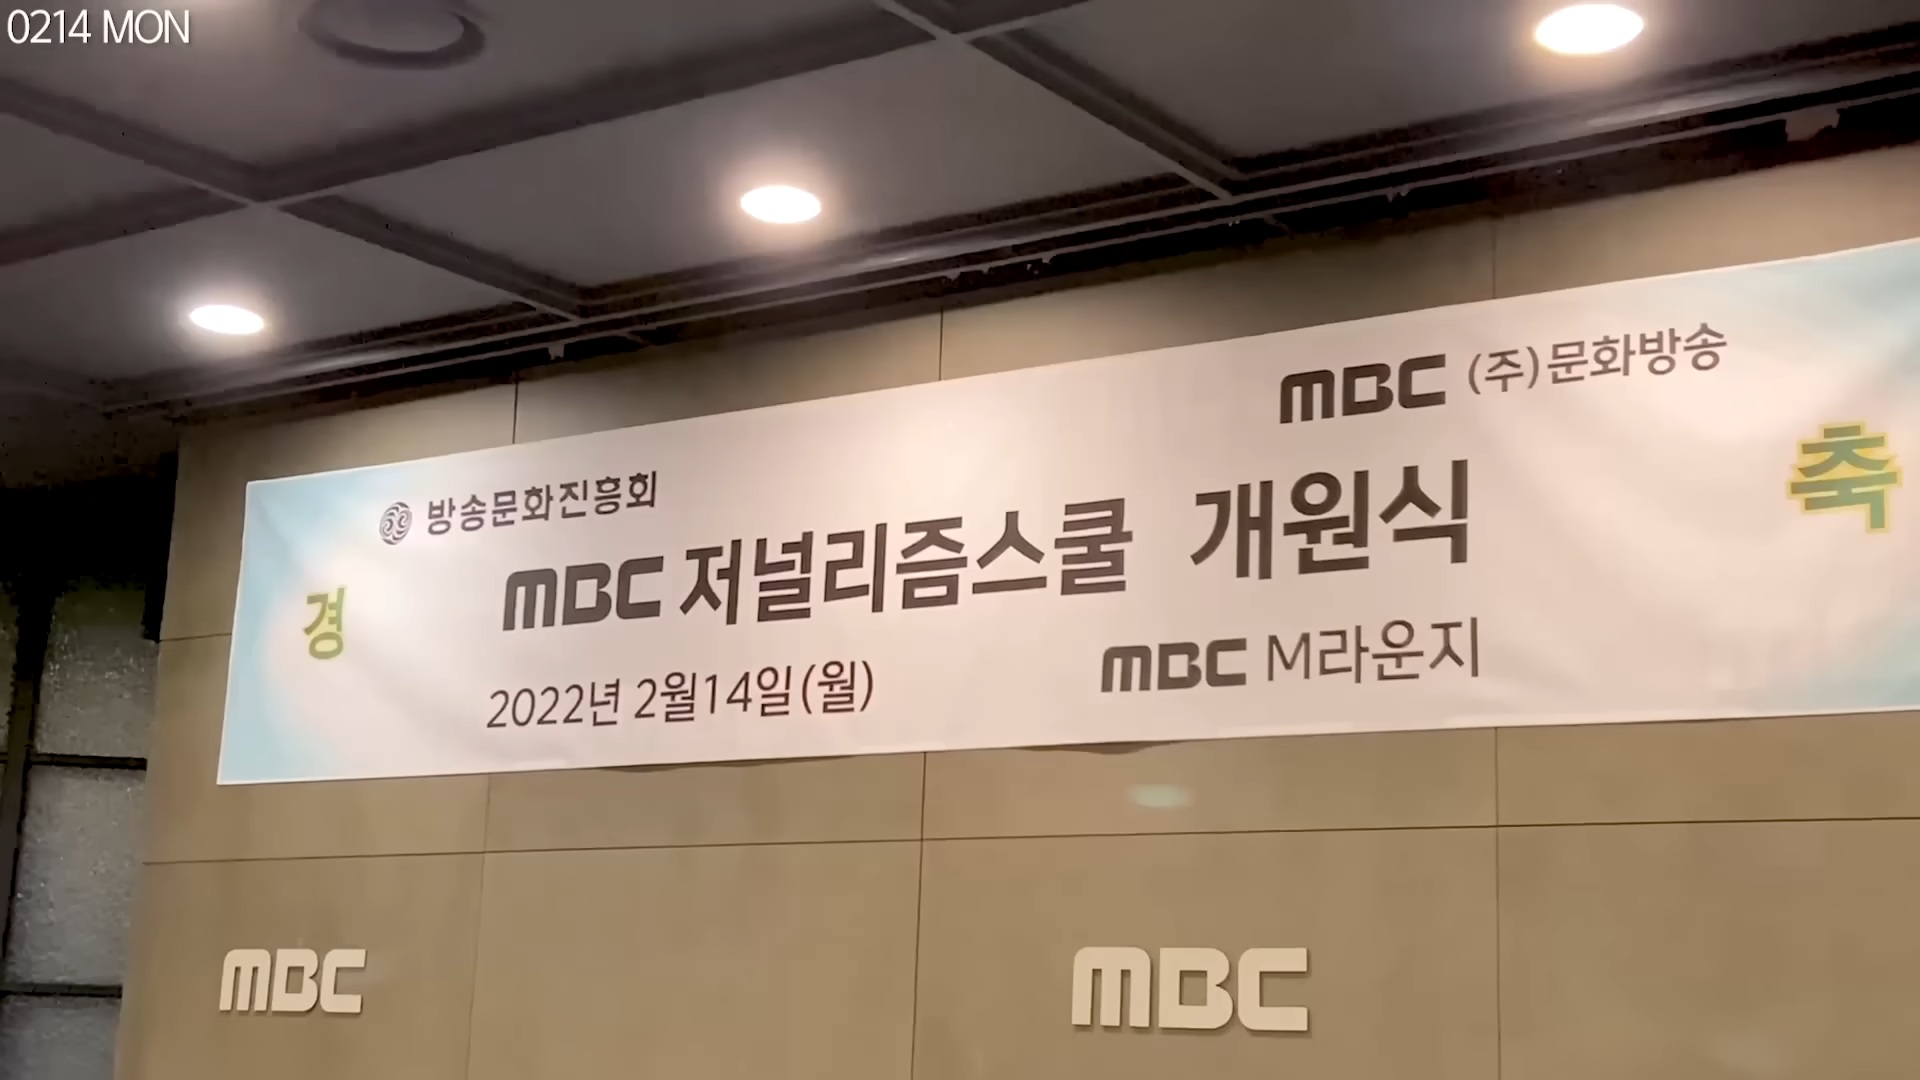 0214 MON
MBC (주)문화방송
방송문화진흥회
경 축
MBC 저널리즘스쿨 개원식
2022년 2월14일(월)
MBC M라운지
MBC
MBC